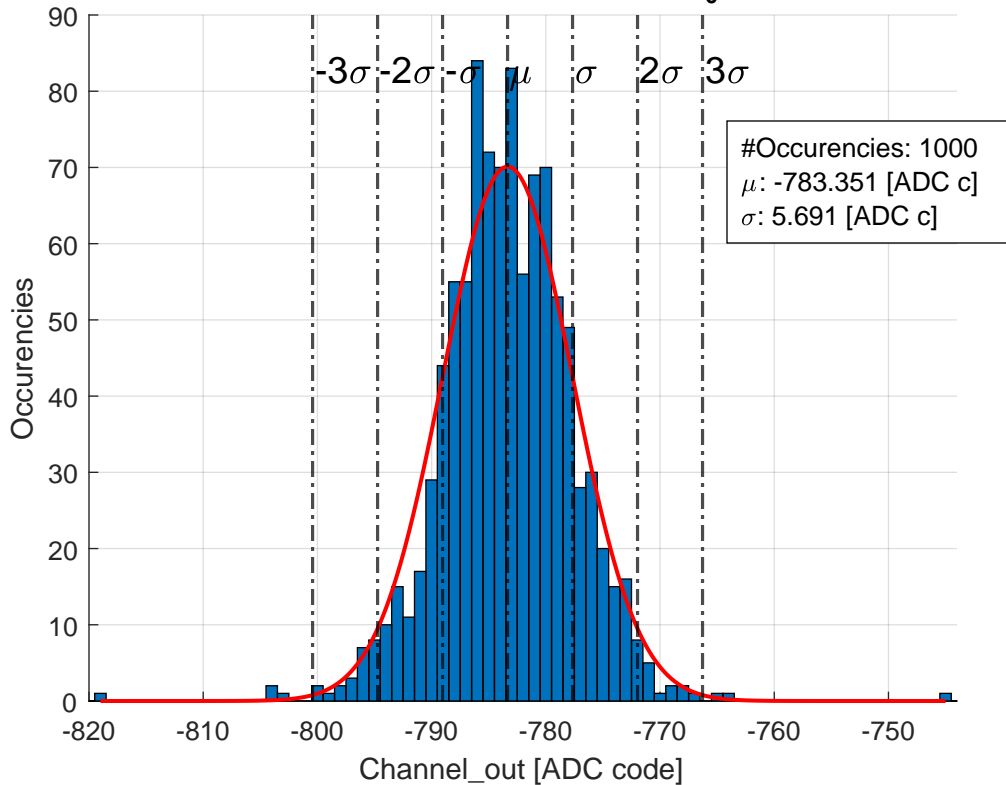 90
80
70
60
50
40
30
20
10
0
-3σ -2σ -σ μ σ 2σ 3σ
#Occurencies: 1000
μ: -783.351 [ADC c]
σ: 5.691 [ADC c]
Occurencies
-820 -810 -800 -790 -780 -770 -760 -750
Channel_out [ADC code]